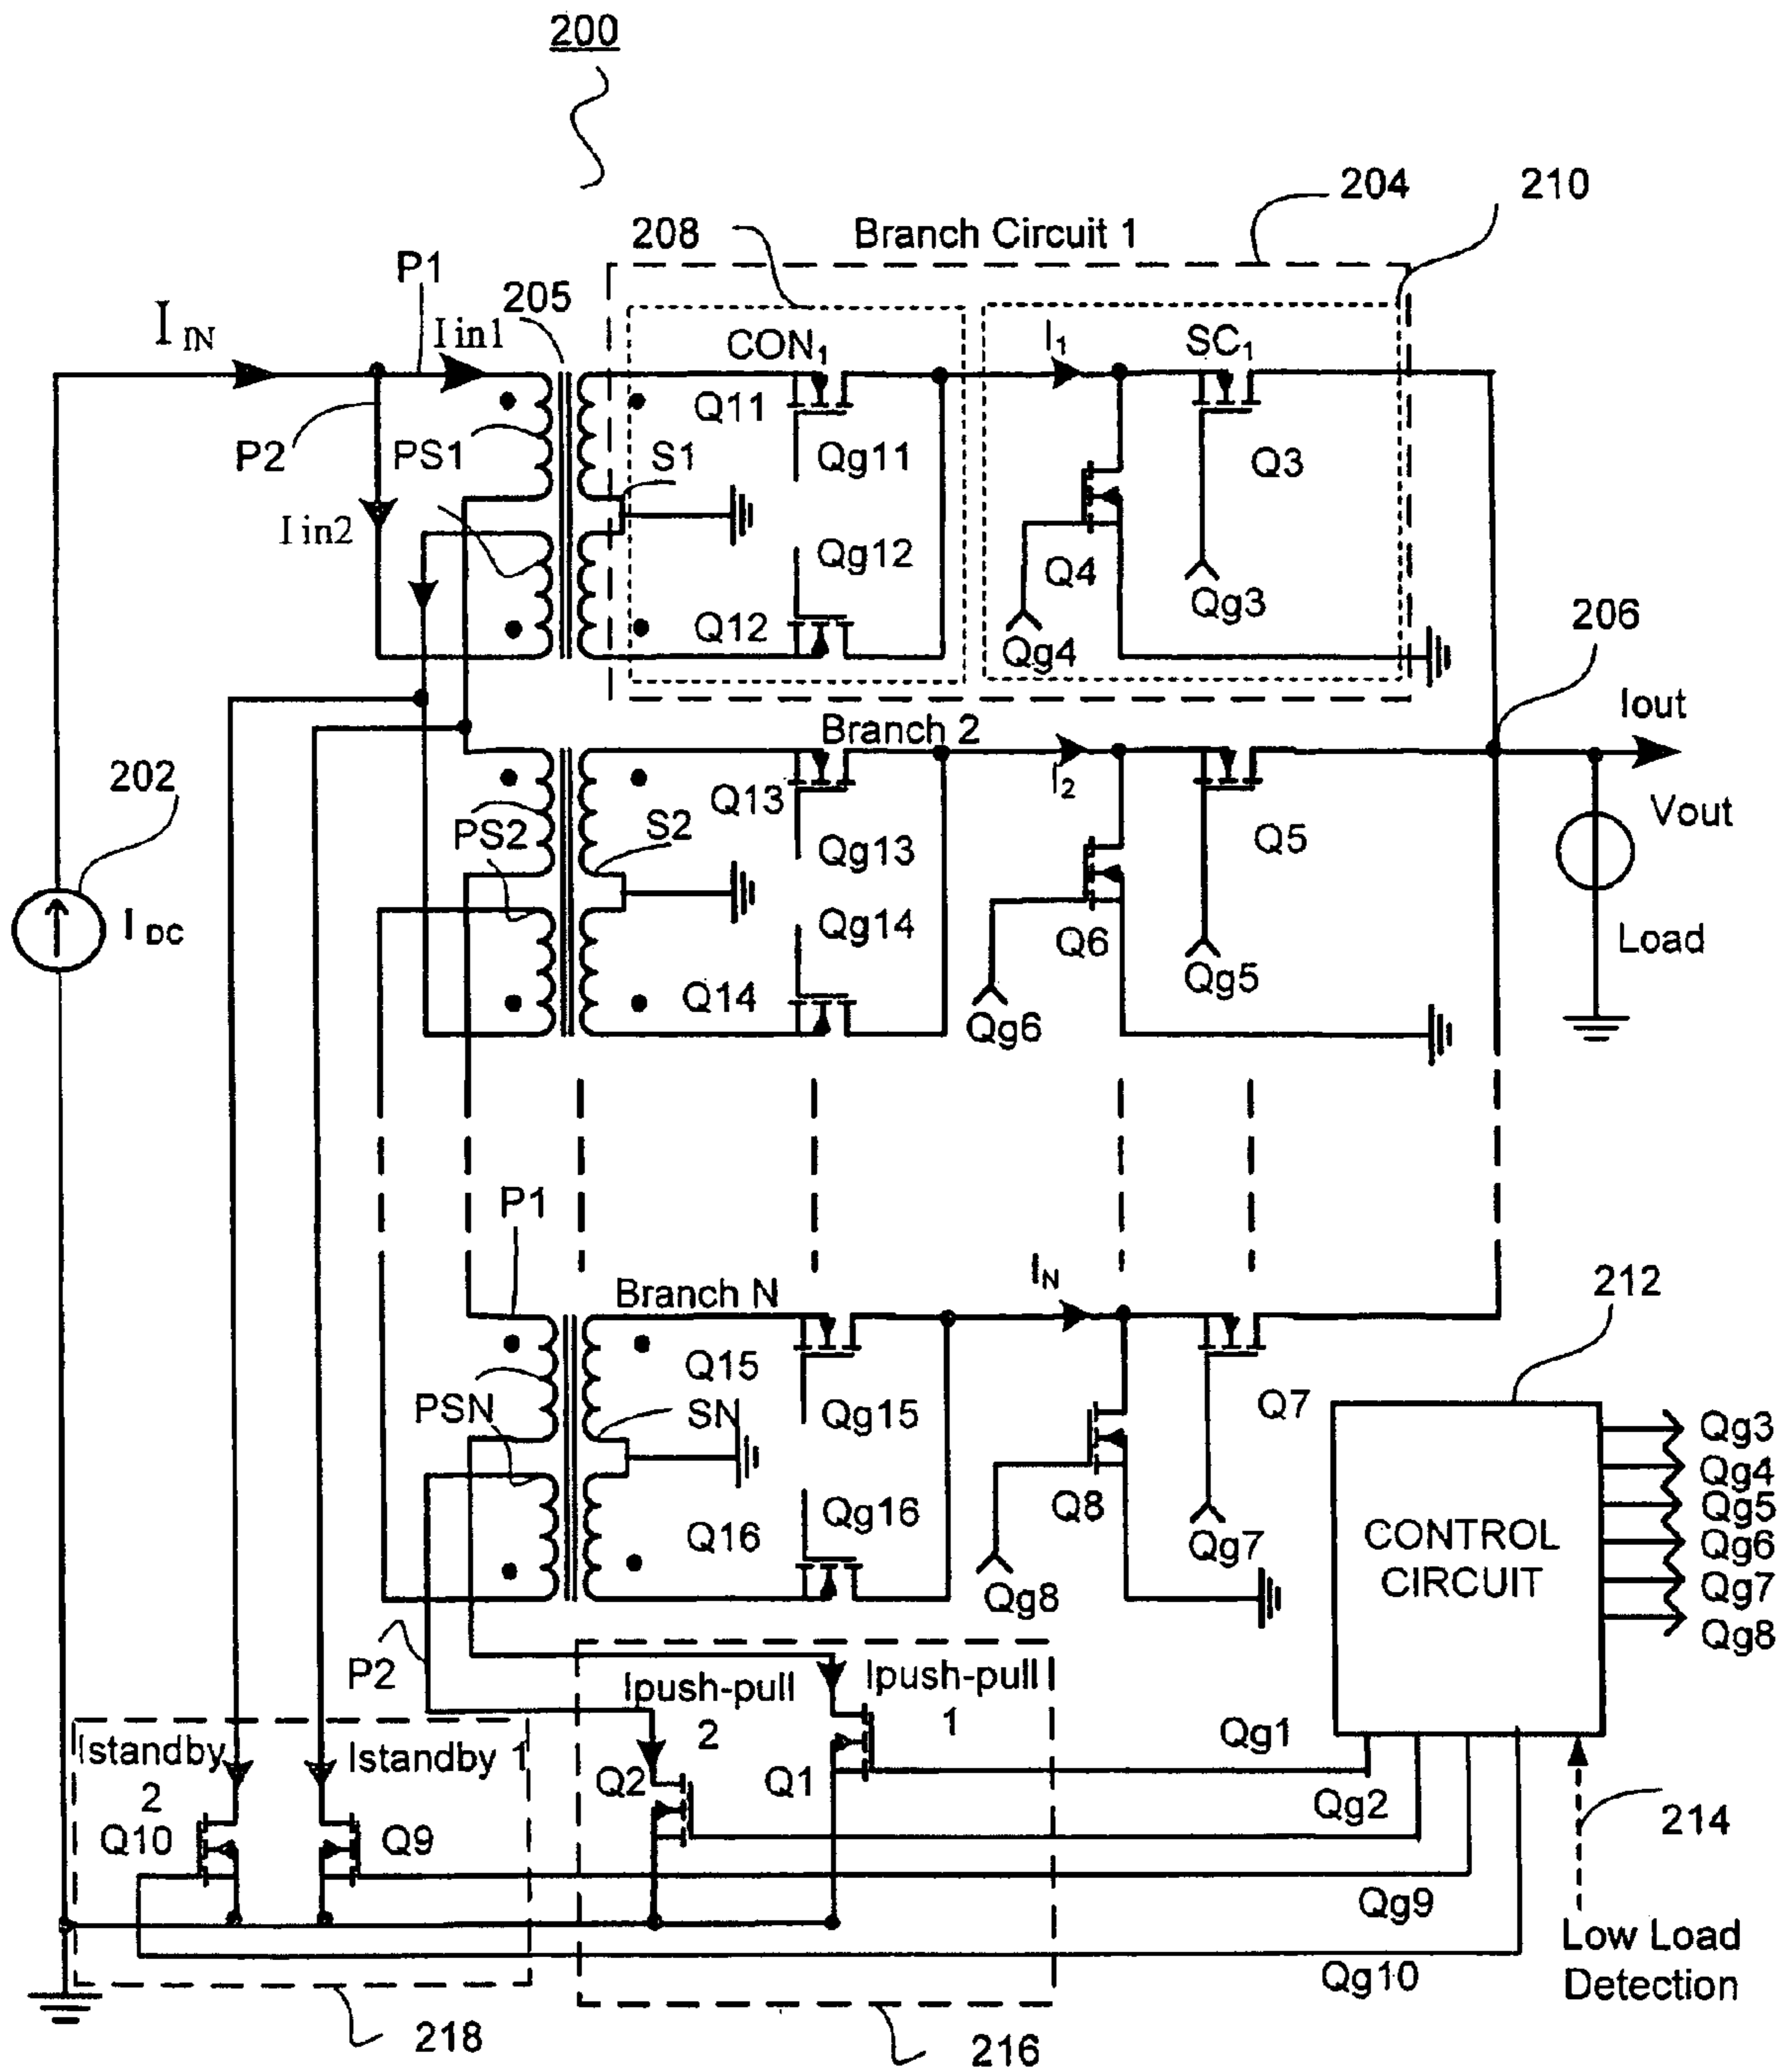 200
204
210
208
Branch Circuit 1
P1
205
I IN
I in1
CON1
I1
SC1
Q11
P2
PS1
S1
Qg11
Q3
I in2
Qg12
Q4
Qg3
Q12
Qg4
206
Branch 2
Iout
202
Q13
I2
PS2
S2
Qg13
Q5
Vout
I DC
Qg14
Q6
Load
Q14
Qg5
Qg6
P1
IN
Branch N
212
Q15
PSN
SN
Qg15
Q7
Qg3
Qg4
Q16
Qg16
Q8
Qg5
CONTROL
CIRCUIT
Qg6
Qg7
Qg7
Qg8
Qg8
P2
Ipush-pull
2
Ipush-pull
1
Istandby
2
Istandby 1
Qg1
Q2
Q1
Qg2
214
Q10
Q9
Qg9
Low Load
Detection
Qg10
218
216